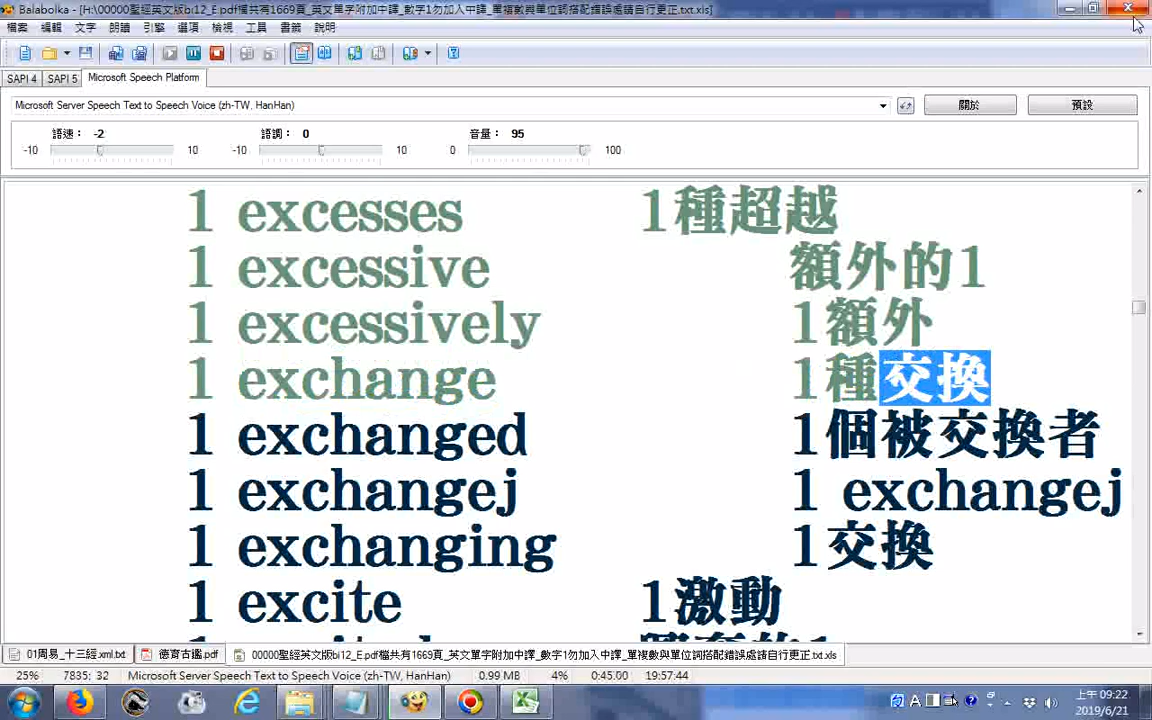 Balabolka - [H:\00000聖經英文版bi12_E.pdf檔共有1669頁_英文單字附加中譯_數字1勿加入中譯_單複數與單位詞搭配錯誤處請自行更正.txt.xls]
檔案 編輯 文字 朗讀 引擎 選項 檢視 工具 書籤 說明
SAPI 4 SAPI 5 Microsoft Speech Platform
Microsoft Server Speech Text to Speech Voice (zh-TW, HanHan) 關於 預設
語速： -2 語調： 0 音量： 95
-10 10 -10 10 0 100
1 excesses 1種超越
1 excessive 額外的1
1 excessively 1額外
1 exchange 1種交換
1 exchanged 1個被交換者
1 exchangej 1 exchangej
1 exchanging 1交換
1 excite 1激動
01周易_十三經.xml.txt 德育古鑑.pdf 00000聖經英文版bi12_E.pdf檔共有1669頁_英文單字附加中譯_數字1勿加入中譯_單複數與單位詞搭配錯誤處請自行更正.txt.xls
25% 7835: 32 Microsoft Server Speech Text to Speech Voice (zh-TW, HanHan) 0.99 MB 4% 0:45.00 19:57:44
上午 09:22
2019/6/21